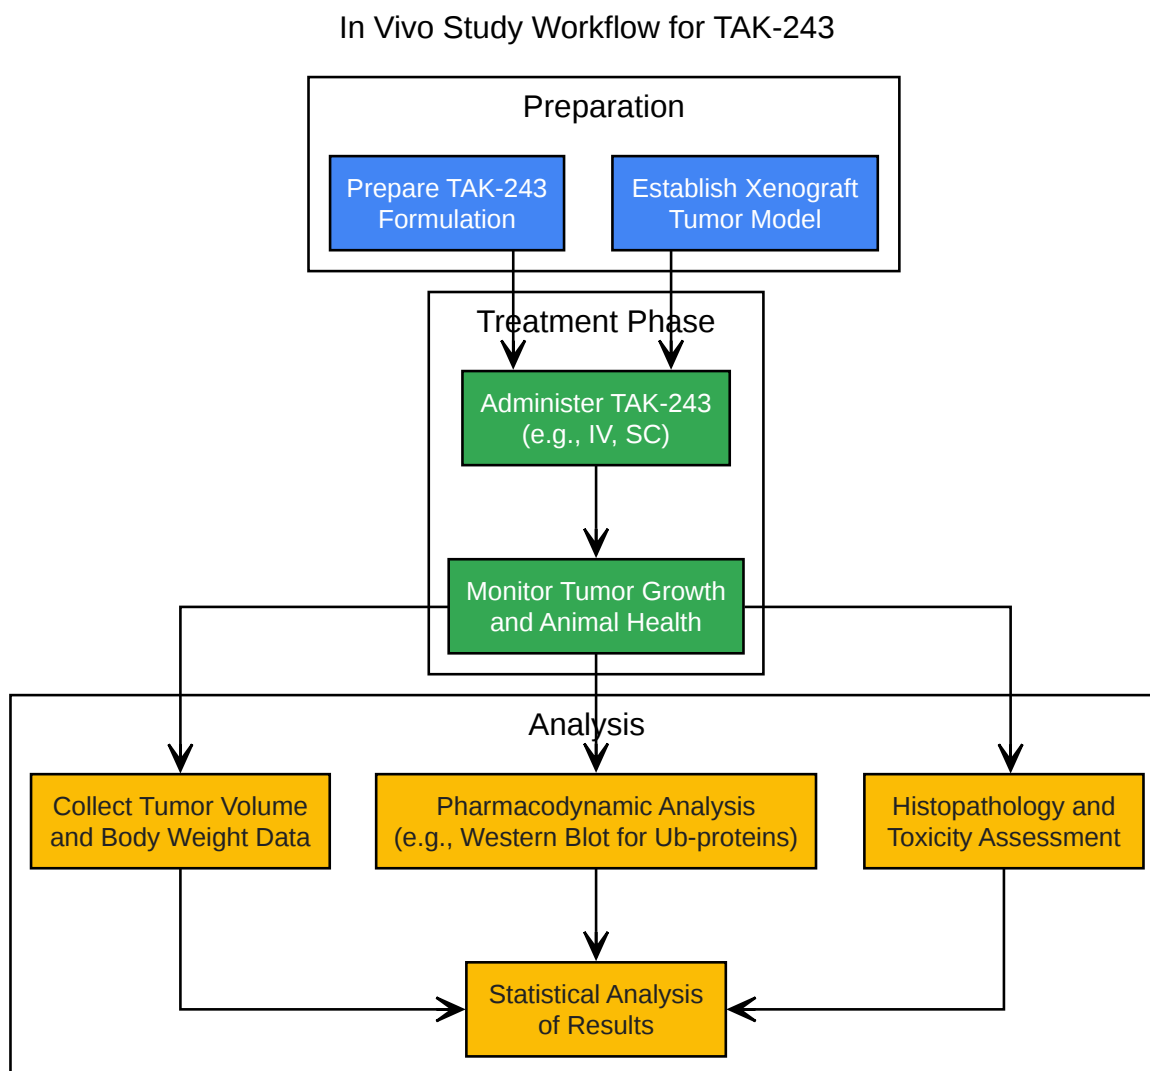 In Vivo Study Workflow for TAK-243
Preparation
Prepare TAK-243
Formulation
Establish Xenograft
Tumor Model
Treatment Phase
Administer TAK-243
(e.g., IV, SC)
Monitor Tumor Growth
and Animal Health
Analysis
Collect Tumor Volume
and Body Weight Data
Pharmacodynamic Analysis
(e.g., Western Blot for Ub-proteins)
Histopathology and
Toxicity Assessment
Statistical Analysis
of Results